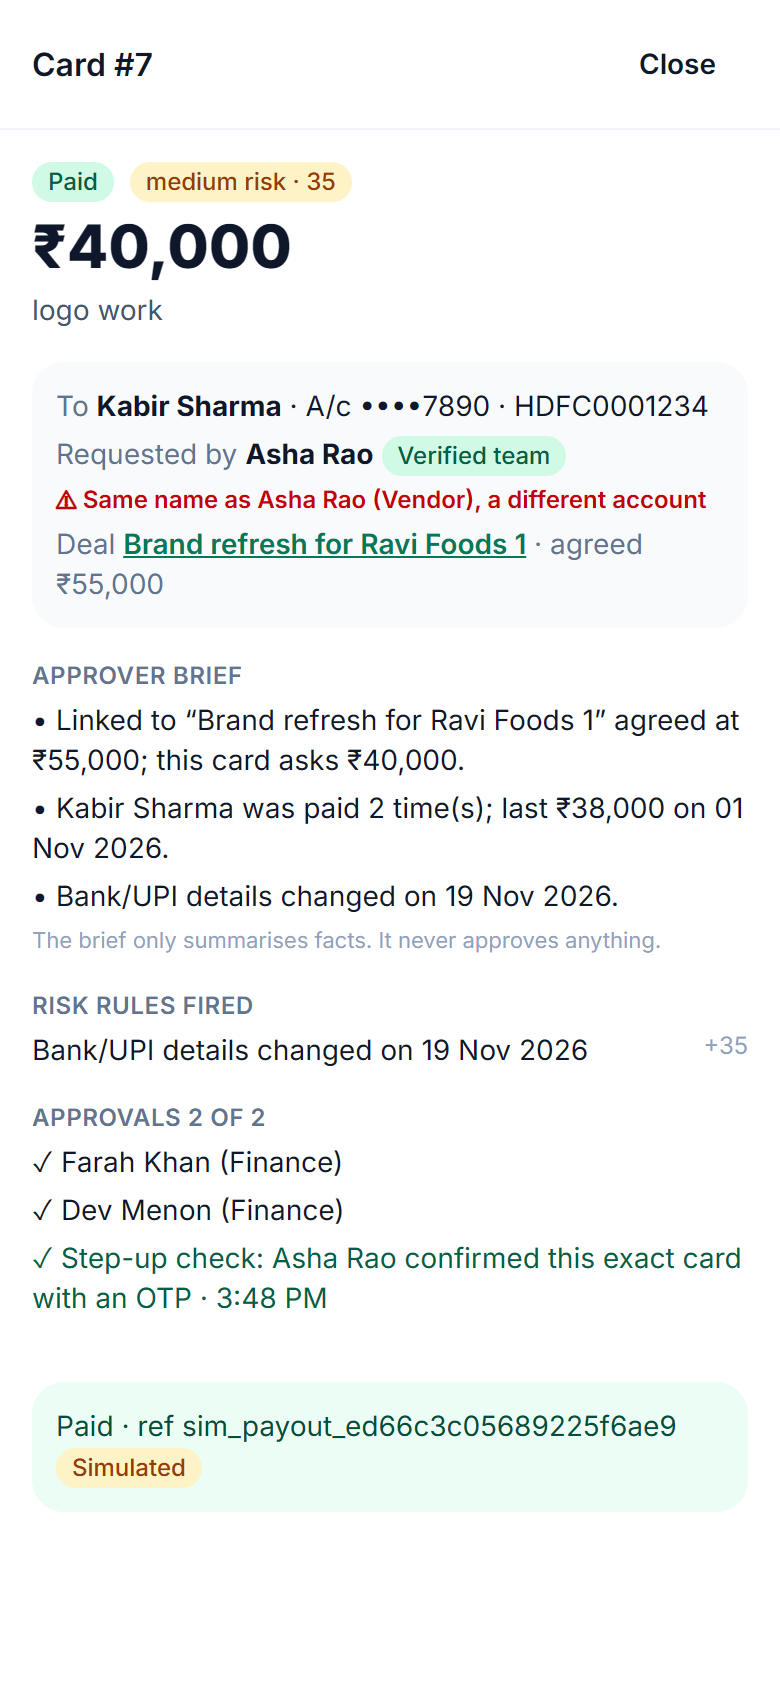 Card #7
Close
Paid
medium risk · 35
₹40,000
logo work
To Kabir Sharma · A/c ••••7890 · HDFC0001234
Requested by Asha Rao Verified team
⚠ Same name as Asha Rao (Vendor), a different account
Deal Brand refresh for Ravi Foods 1 · agreed
₹55,000
APPROVER BRIEF
• Linked to “Brand refresh for Ravi Foods 1” agreed at
₹55,000; this card asks ₹40,000.
• Kabir Sharma was paid 2 time(s); last ₹38,000 on 01
Nov 2026.
• Bank/UPI details changed on 19 Nov 2026.
The brief only summarises facts. It never approves anything.
RISK RULES FIRED
Bank/UPI details changed on 19 Nov 2026 +35
APPROVALS 2 OF 2
✓ Farah Khan (Finance)
✓ Dev Menon (Finance)
✓ Step-up check: Asha Rao confirmed this exact card
with an OTP · 3:48 PM
Paid · ref sim_payout_ed66c3c05689225f6ae9
Simulated